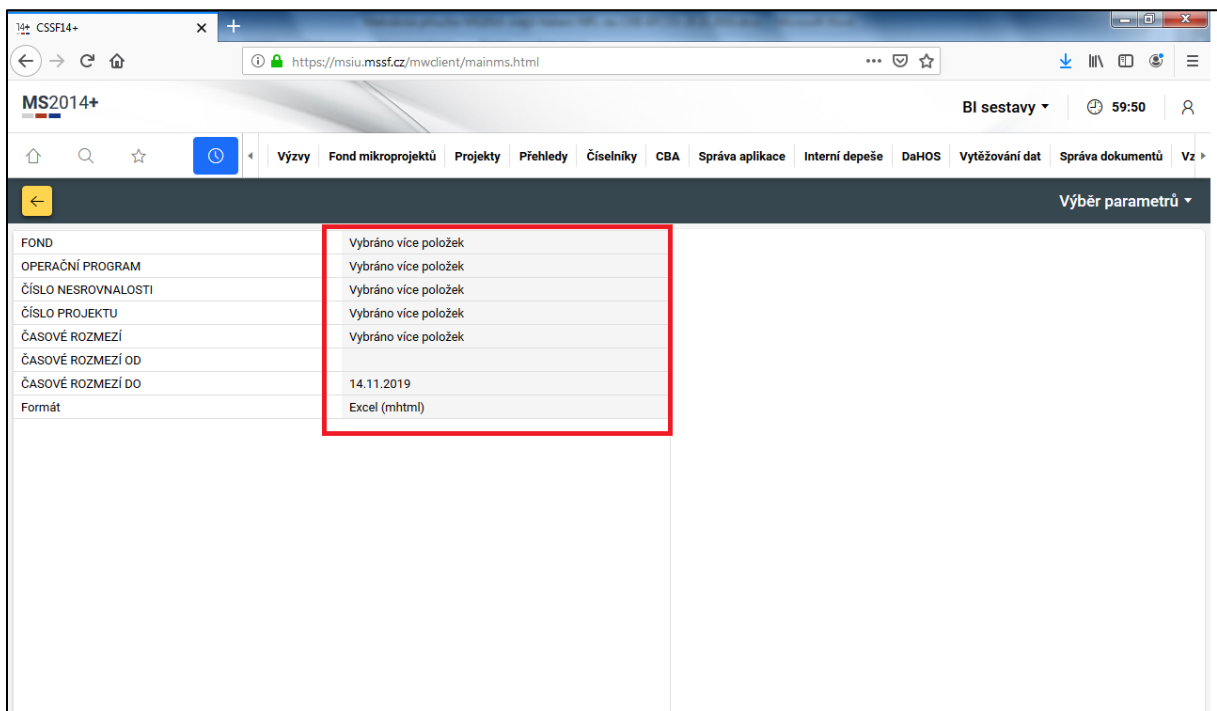 14+ CSSF14+
https://msiu.mssf.cz/mwclient/mainms.html
MS2014+ BI sestavy 59:50
Výzvy Fond mikroprojektů Projekty Přehledy Číselníky CBA Správa aplikace Interní depeše DaHOS Vytěžování dat Správa dokumentů Vz
Výběr parametrů
FOND Vybráno více položek
OPERAČNÍ PROGRAM Vybráno více položek
ČÍSLO NESROVNALOSTI Vybráno více položek
ČÍSLO PROJEKTU Vybráno více položek
ČASOVÉ ROZMEZÍ Vybráno více položek
ČASOVÉ ROZMEZÍ OD
ČASOVÉ ROZMEZÍ DO 14.11.2019
Formát Excel (mhtml)